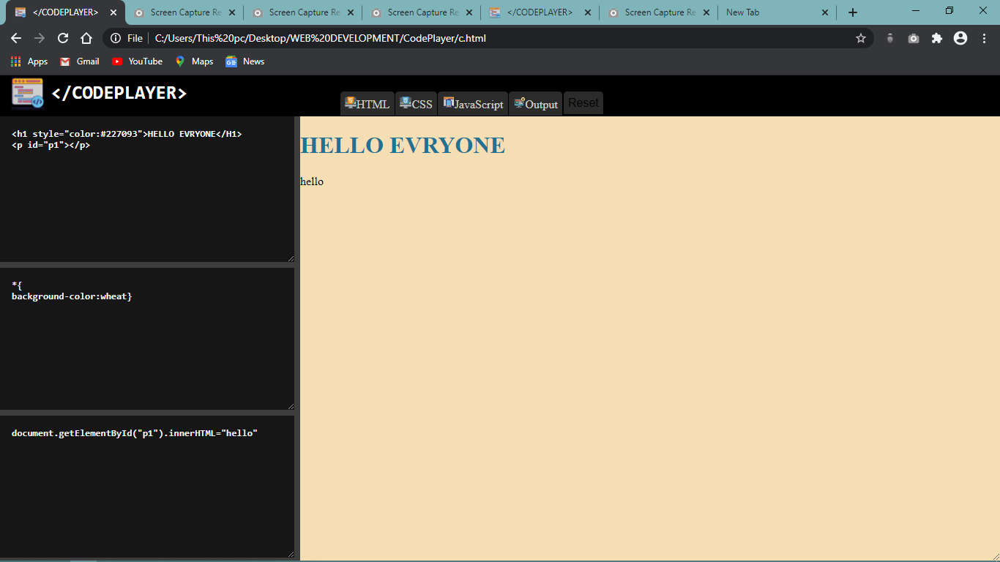 </CODEPLAYER>
Screen Capture Re
Screen Capture Re
Screen Capture Re
</CODEPLAYER>
Screen Capture Re
New Tab
File
C:/Users/This%20pc/Desktop/WEB%20DEVELOPMENT/CodePlayer/c.html
Apps
Gmail
YouTube
Maps
News
</CODEPLAYER>
HTML
CSS
JavaScript
Output
Reset
<h1 style="color:#227093">HELLO EVRYONE</H1>
<p id="p1"></p>
HELLO EVRYONE
hello
*{
background-color:wheat}
document.getElementById("p1").innerHTML="hello"